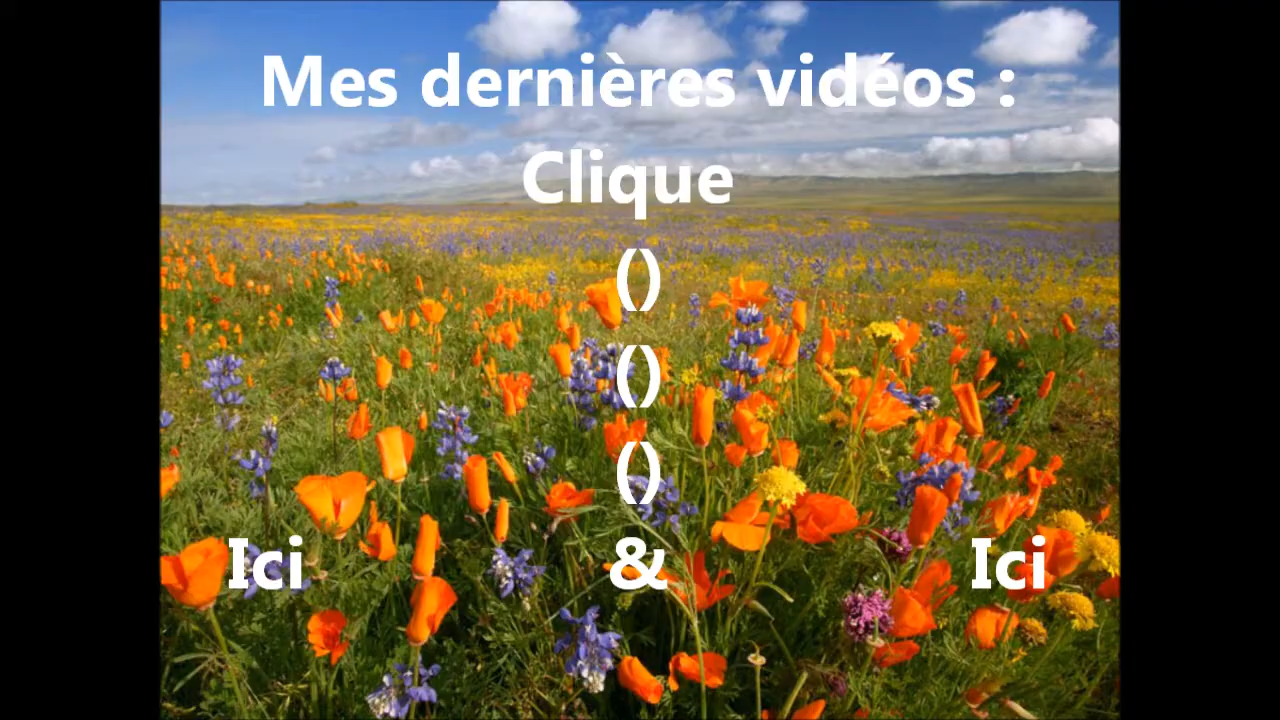 Mes dernières vidéos :
Clique
()
()
()
Ici & Ici